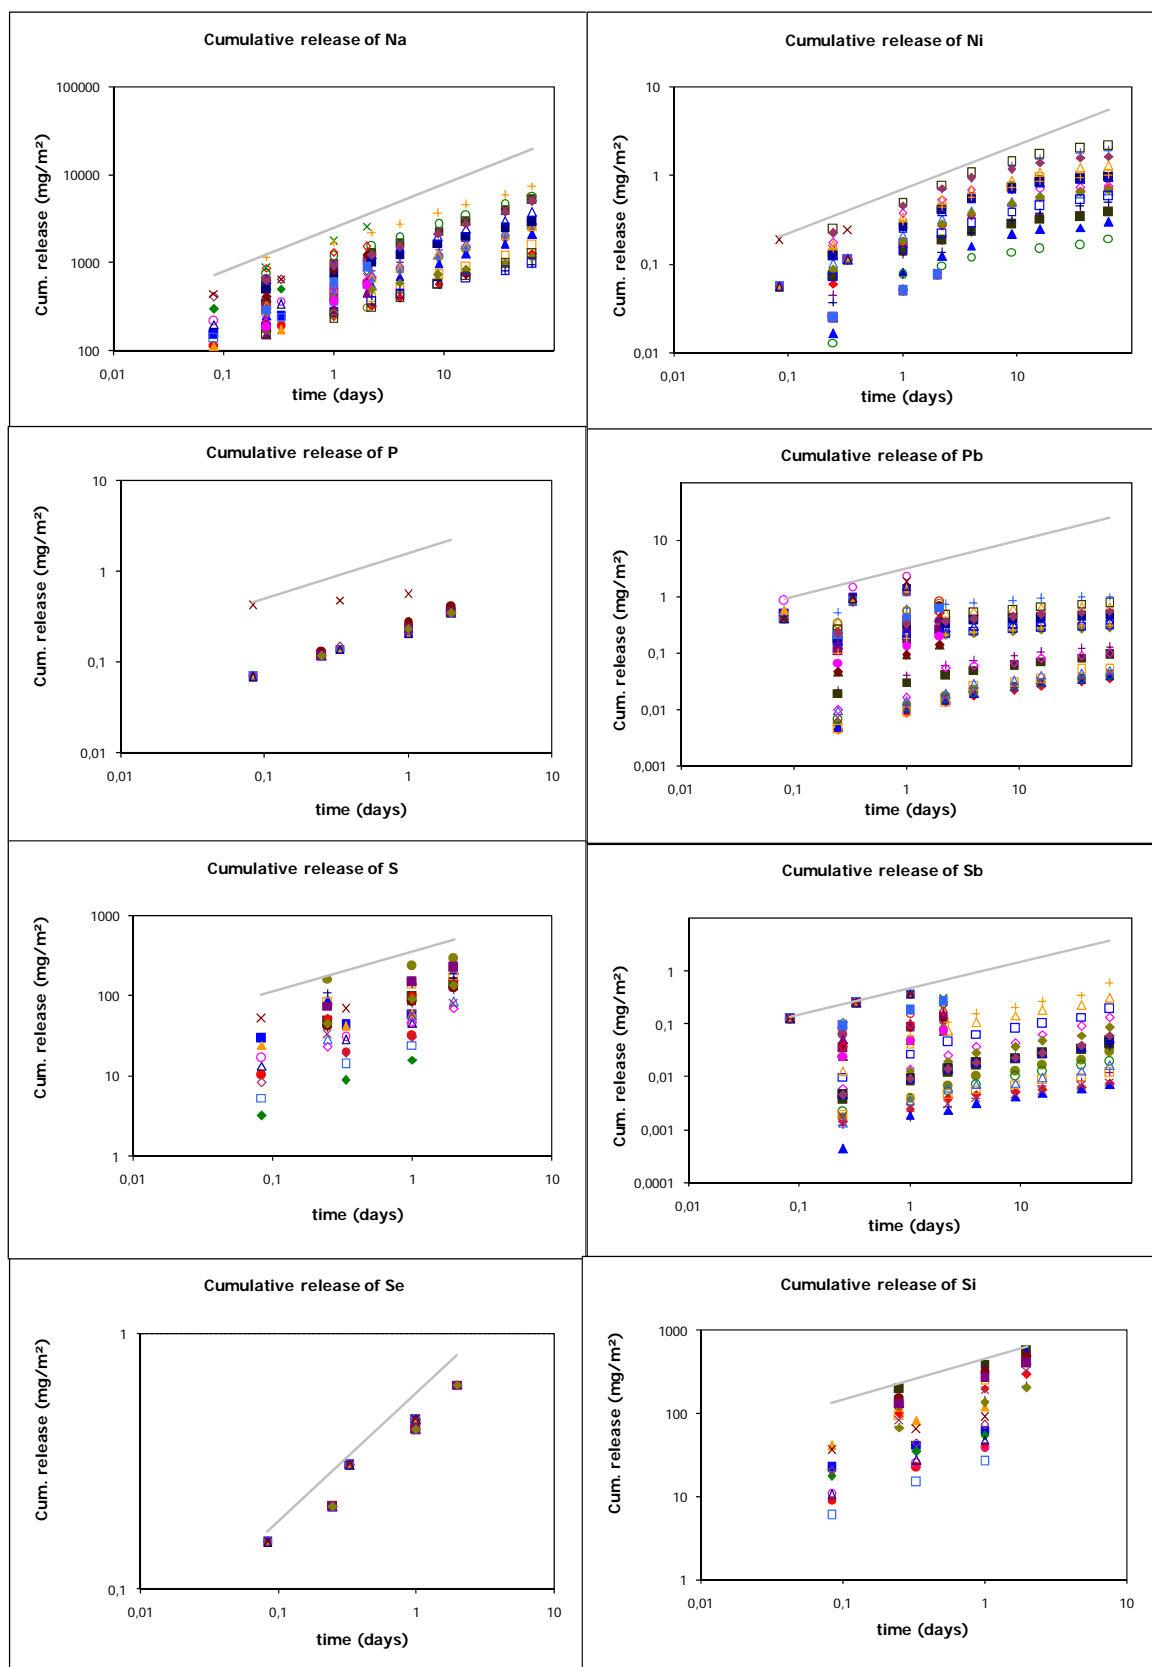 Cumulative release of Na
Cum. release (mg/m²)
100000
10000
1000
100
0,01
0,1
1
10
time (days)
Cumulative release of Ni
Cum. release (mg/m²)
10
1
0,1
0,01
0,01
0,1
1
10
time (days)
Cumulative release of P
Cum. release (mg/m²)
10
1
0,1
0,01
0,01
0,1
1
10
time (days)
Cumulative release of Pb
Cum. release (mg/m²)
10
1
0,1
0,01
0,001
0,01
0,1
1
10
time (days)
Cumulative release of S
Cum. release (mg/m²)
1000
100
10
1
0,01
0,1
1
10
time (days)
Cumulative release of Sb
Cum. release (mg/m²)
1
0,1
0,01
0,001
0,0001
0,01
0,1
1
10
time (days)
Cumulative release of Se
Cum. release (mg/m²)
1
0,1
0,01
0,1
1
10
time (days)
Cumulative release of Si
Cum. release (mg/m²)
1000
100
10
1
0,01
0,1
1
10
time (days)